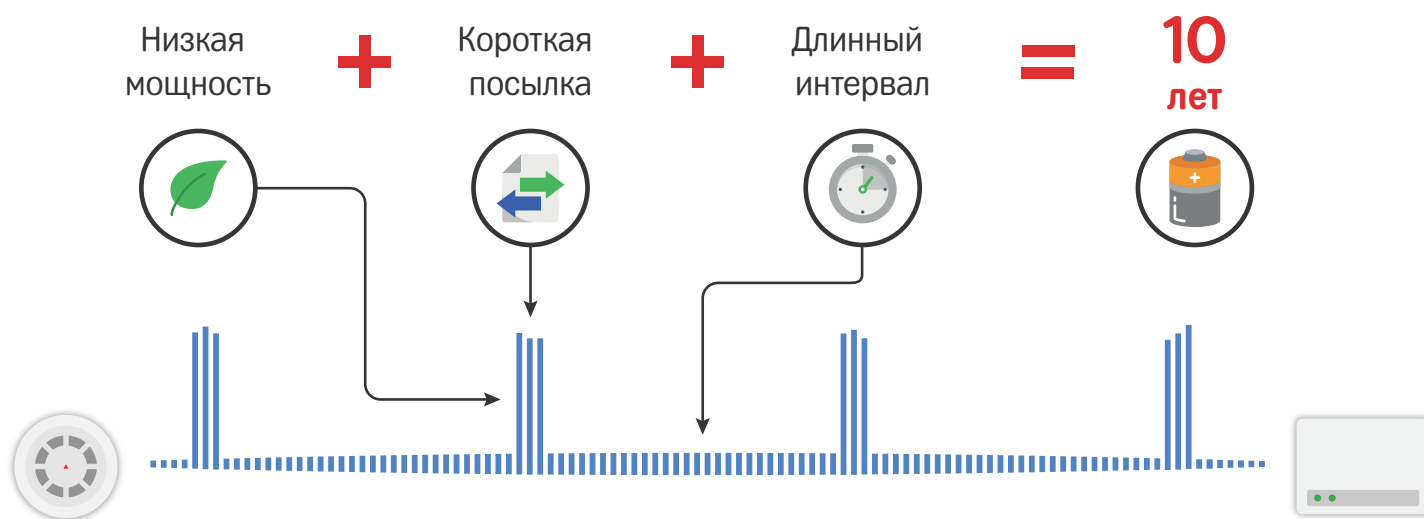 Низкая
мощность
+
Короткая
посылка
+
Длинный
интервал
=
10
лет